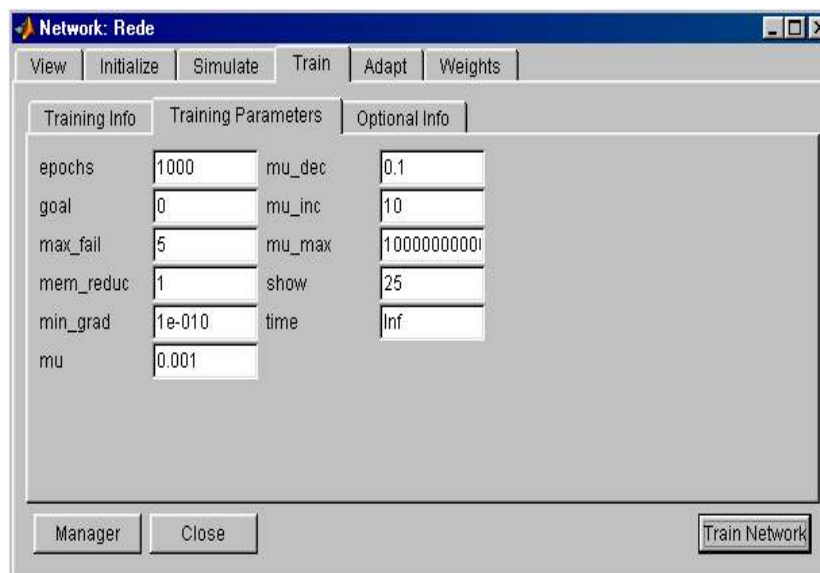 Network: Rede
View Initialize Simulate Train Adapt Weights
Training Info Training Parameters Optional Info
epochs 1000 mu_dec 0.1
goal 0 mu_inc 10
max_fail 5 mu_max 1000000000
mem_reduc 1 show 25
min_grad 1e-010 time Inf
mu 0.001
Manager Close Train Network